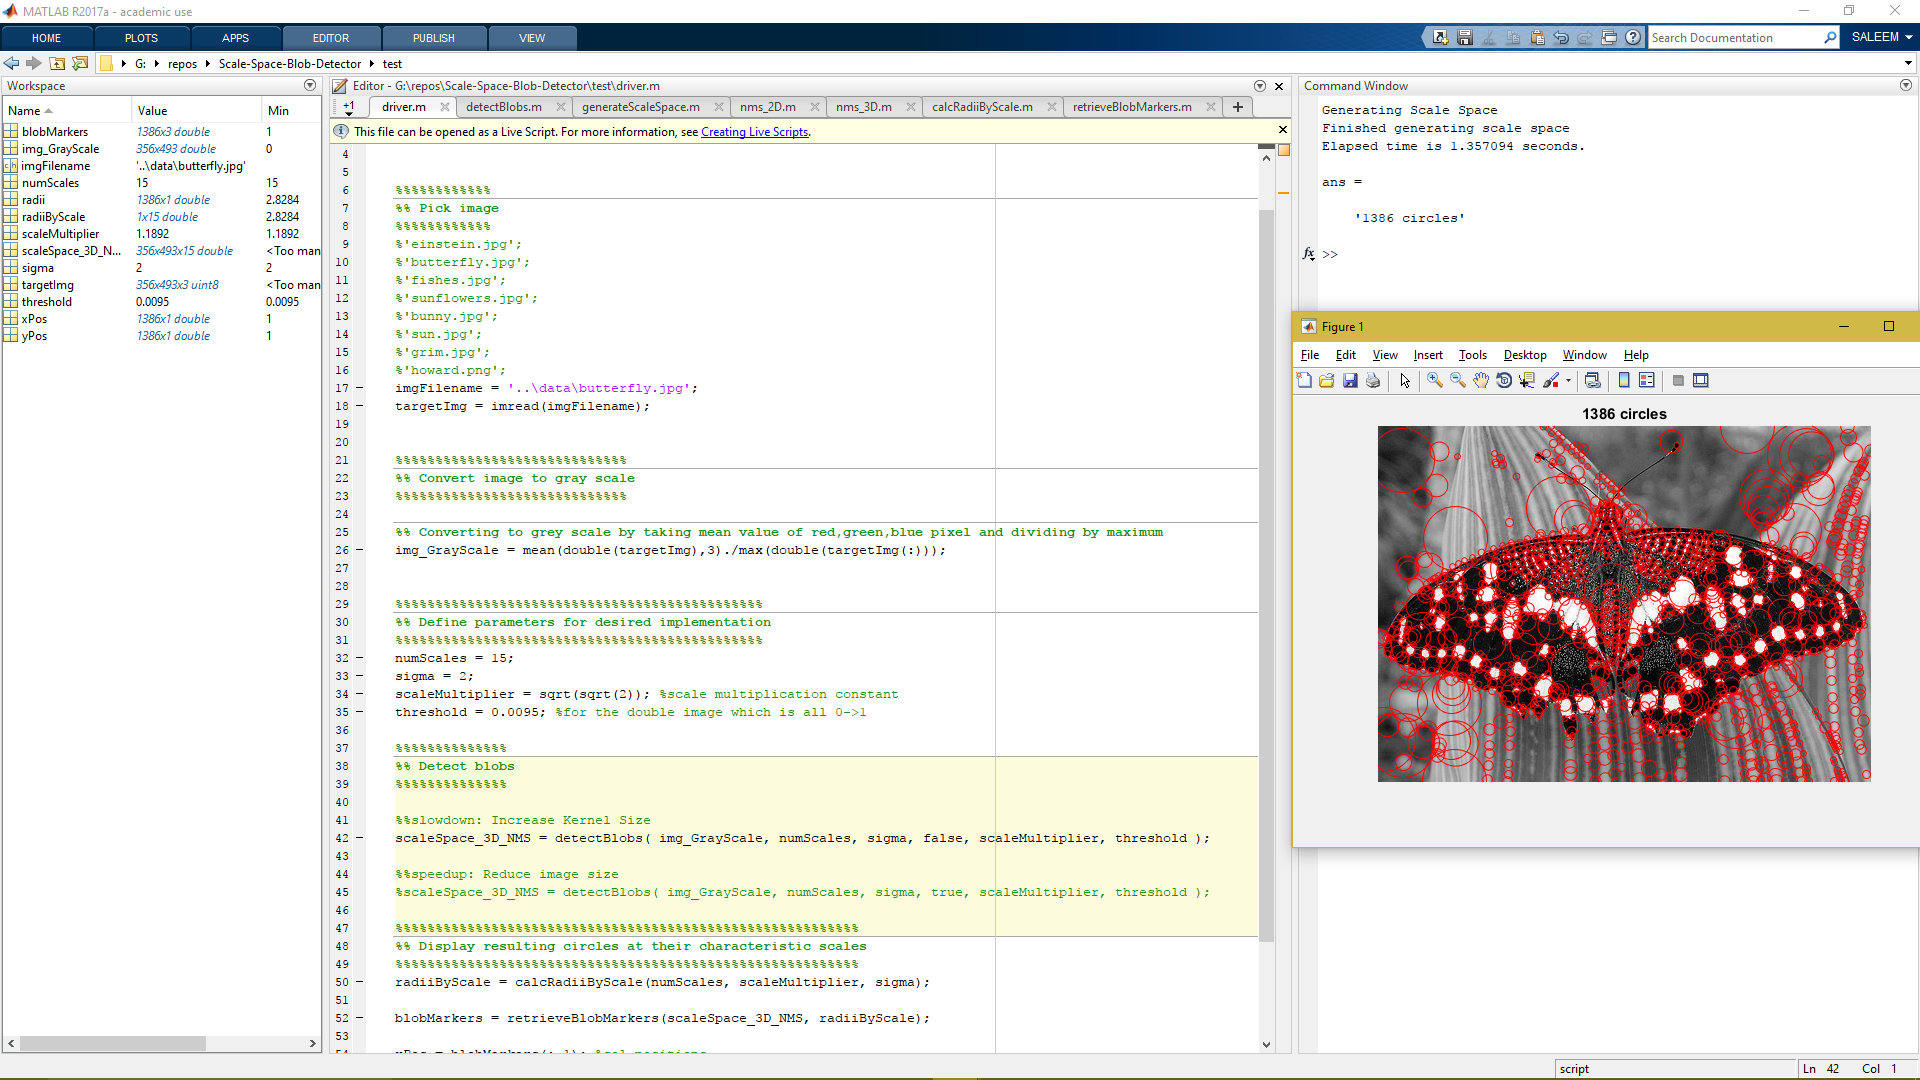 MATLAB R2017a - academic use
HOME PLOTS APPS EDITOR PUBLISH VIEW Search Documentation SALEEM
G: repos Scale-Space-Blob-Detector test
Workspace
Name Value Min
blobMarkers 1386x3 double 1
img_GrayScale 356x493 double 0
imgFilename '..\data\butterfly.jpg'
numScales 15 15
radii 1386x1 double 2.8284
radiiByScale 1x15 double 2.8284
scaleMultiplier 1.1892 1.1892
scaleSpace_3D_N... 356x493x15 double <Too man
sigma 2 2
targetImg 356x493x3 uint8 <Too man
threshold 0.0095 0.0095
xPos 1386x1 double 1
yPos 1386x1 double 1
Editor - G:\repos\Scale-Space-Blob-Detector\test\driver.m
+1 driver.m detectBlobs.m generateScaleSpace.m nms_2D.m nms_3D.m calcRadiiByScale.m retrieveBlobMarkers.m
This file can be opened as a Live Script. For more information, see Creating Live Scripts.
4
5
6 %%%%%%%%%%%%
7 %% Pick image
8 %%%%%%%%%%%%
9 %'einstein.jpg';
10 %'butterfly.jpg';
11 %'fishes.jpg';
12 %'sunflowers.jpg';
13 %'bunny.jpg';
14 %'sun.jpg';
15 %'grim.jpg';
16 %'howard.png';
17 imgFilename = '..\data\butterfly.jpg';
18 targetImg = imread(imgFilename);
19
20
21 %%%%%%%%%%%%%%%%%%%%%%%%%%%%%
22 %% Convert image to gray scale
23 %%%%%%%%%%%%%%%%%%%%%%%%%%%%%
24
25 %% Converting to grey scale by taking mean value of red,green,blue pixel and dividing by maximum
26 img_GrayScale = mean(double(targetImg),3)./max(double(targetImg(:)));
27
28
29 %%%%%%%%%%%%%%%%%%%%%%%%%%%%%%%%%%%%%%%%%%%%%%
30 %% Define parameters for desired implementation
31 %%%%%%%%%%%%%%%%%%%%%%%%%%%%%%%%%%%%%%%%%%%%%%
32 numScales = 15;
33 sigma = 2;
34 scaleMultiplier = sqrt(sqrt(2)); %scale multiplication constant
35 threshold = 0.0095; %for the double image which is all 0->1
36
37 %%%%%%%%%%%%%%
38 %% Detect blobs
39 %%%%%%%%%%%%%%
40
41 %%slowdown: Increase Kernel Size
42 scaleSpace_3D_NMS = detectBlobs( img_GrayScale, numScales, sigma, false, scaleMultiplier, threshold );
43
44 %%speedup: Reduce image size
45 %scaleSpace_3D_NMS = detectBlobs( img_GrayScale, numScales, sigma, true, scaleMultiplier, threshold );
46
47 %%%%%%%%%%%%%%%%%%%%%%%%%%%%%%%%%%%%%%%%%%%%%%%%%%%%%%%%%%
48 %% Display resulting circles at their characteristic scales
49 %%%%%%%%%%%%%%%%%%%%%%%%%%%%%%%%%%%%%%%%%%%%%%%%%%%%%%%%%%
50 radiiByScale = calcRadiiByScale(numScales, scaleMultiplier, sigma);
51
52 blobMarkers = retrieveBlobMarkers(scaleSpace_3D_NMS, radiiByScale);
53
Command Window
Generating Scale Space
Finished generating scale space
Elapsed time is 1.357094 seconds.
ans =
'1386 circles'
fx >>
Figure 1
File Edit View Insert Tools Desktop Window Help
1386 circles
script Ln 42 Col 1